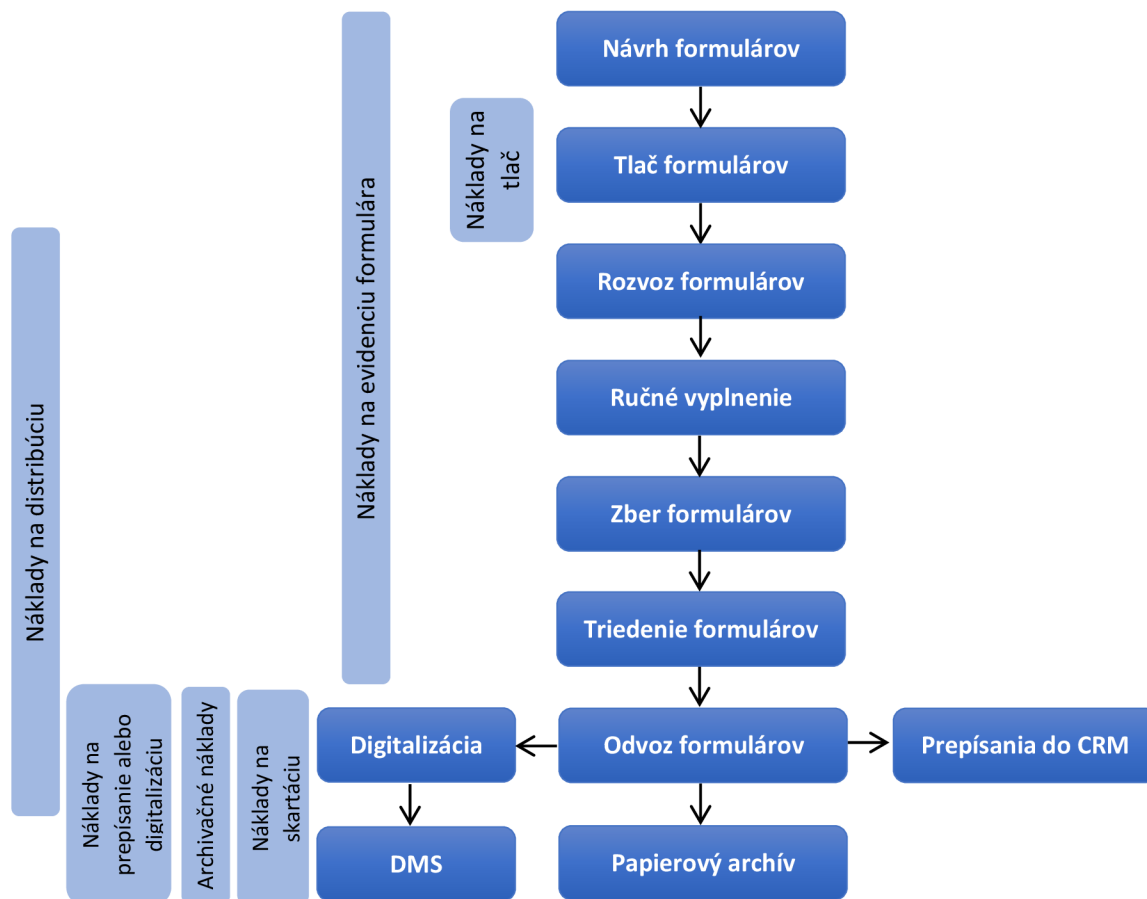 Návrh formulárov
Tlač formulárov
Rozvoz formulárov
Ručné vyplnenie
Zber formulárov
Triedenie formulárov
Digitalizácia
Odvoz formulárov
Prepísania do CRM
DMS
Papierový archív
Náklady na distribúciu
Náklady na
prepísanie alebo
digitalizáciu
Archivačné náklady
Náklady na
skartáciu
Náklady na evidenciu formulára
Náklady na
tlač